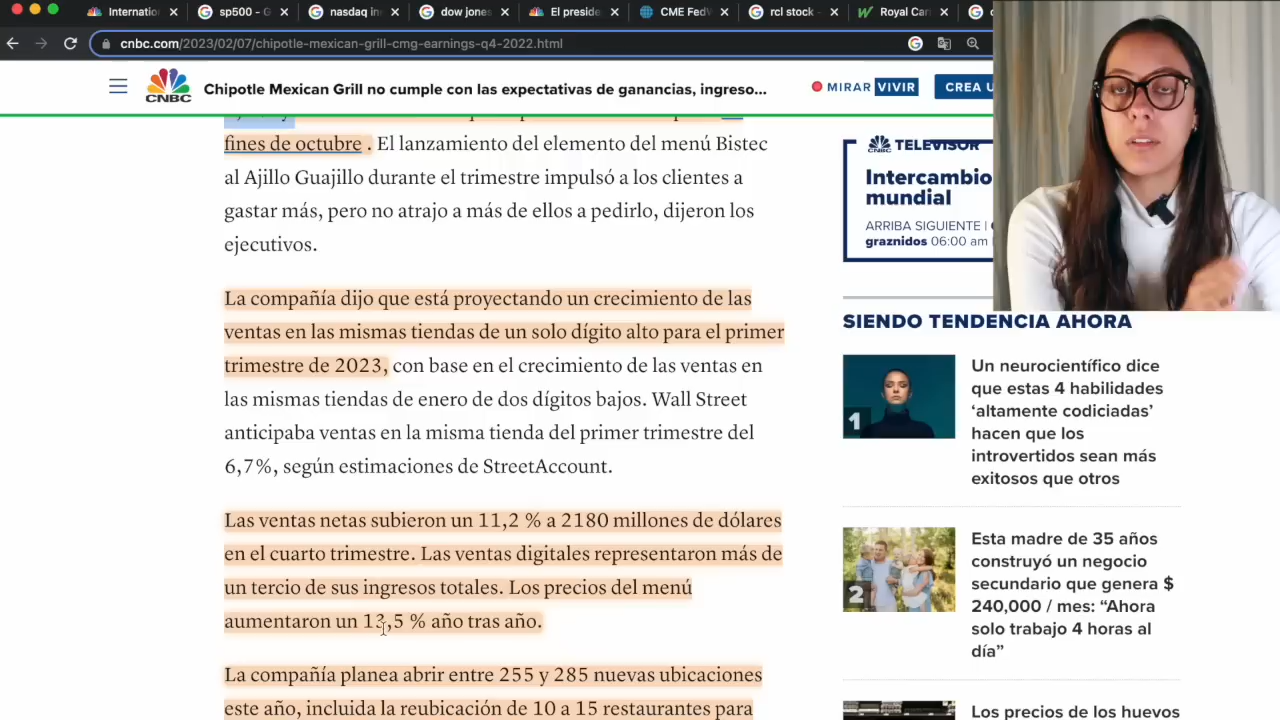 Internatio
sp500 - G
nasdaq in
dow jones
El preside
CME FedW
rcl stock -
Royal Car
cnbc.com/2023/02/07/chipotle-mexican-grill-cmg-earnings-q4-2022.html
CNBC
Chipotle Mexican Grill no cumple con las expectativas de ganancias, ingreso...
MIRAR VIVIR
CREA U
fines de octubre . El lanzamiento del elemento del menú Bistec
al Ajillo Guajillo durante el trimestre impulsó a los clientes a
gastar más, pero no atrajo a más de ellos a pedirlo, dijeron los
ejecutivos.
La compañía dijo que está proyectando un crecimiento de las
ventas en las mismas tiendas de un solo dígito alto para el primer
trimestre de 2023, con base en el crecimiento de las ventas en
las mismas tiendas de enero de dos dígitos bajos. Wall Street
anticipaba ventas en la misma tienda del primer trimestre del
6,7%, según estimaciones de StreetAccount.
Las ventas netas subieron un 11,2 % a 2180 millones de dólares
en el cuarto trimestre. Las ventas digitales representaron más de
un tercio de sus ingresos totales. Los precios del menú
aumentaron un 13,5 % año tras año.
La compañía planea abrir entre 255 y 285 nuevas ubicaciones
este año, incluida la reubicación de 10 a 15 restaurantes para
TELEVISOR
Intercambio
mundial
ARRIBA SIGUIENTE |
graznidos 06:00 am
SIENDO TENDENCIA AHORA
1
Un neurocientífico dice
que estas 4 habilidades
‘altamente codiciadas’
hacen que los
introvertidos sean más
exitosos que otros
2
Esta madre de 35 años
construyó un negocio
secundario que genera $
240,000 / mes: “Ahora
solo trabajo 4 horas al
día”
Los precios de los huevos